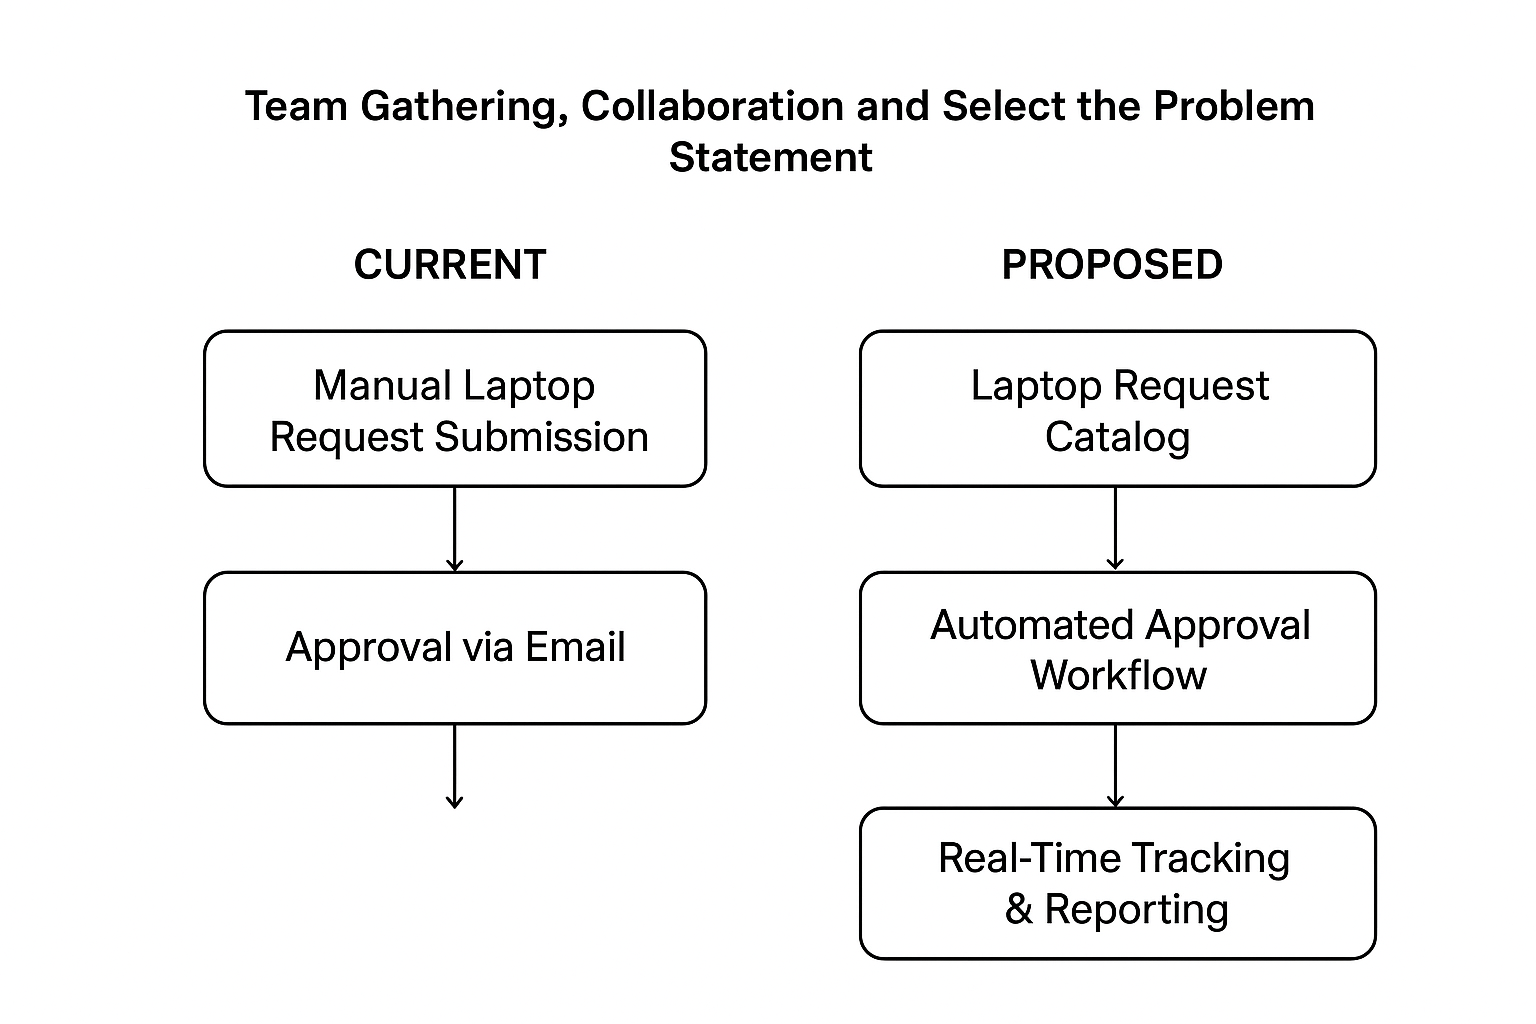 Team Gathering, Collaboration and Select the Problem
Statement
CURRENT
Manual Laptop
Request Submission
Approval via Email
PROPOSED
Laptop Request
Catalog
Automated Approval
Workflow
Real-Time Tracking
& Reporting